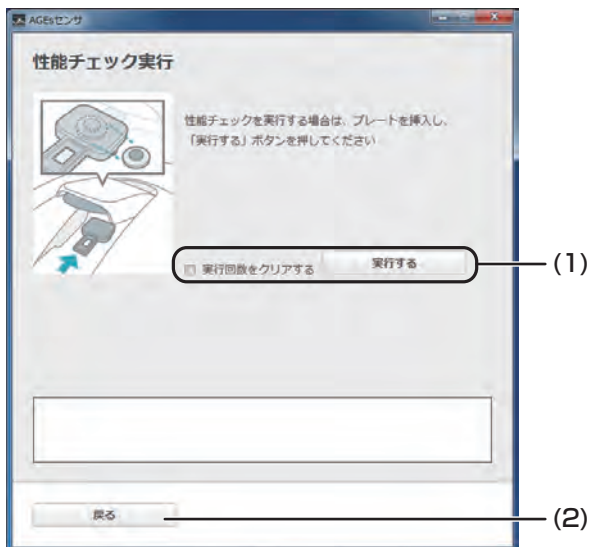 AGEsセンサ
性能チェック実行
性能チェックを実行する場合は、プレートを挿入し、
「実行する」ボタンを押してください
実行回数をクリアする
実行する
(1)
戻る
(2)